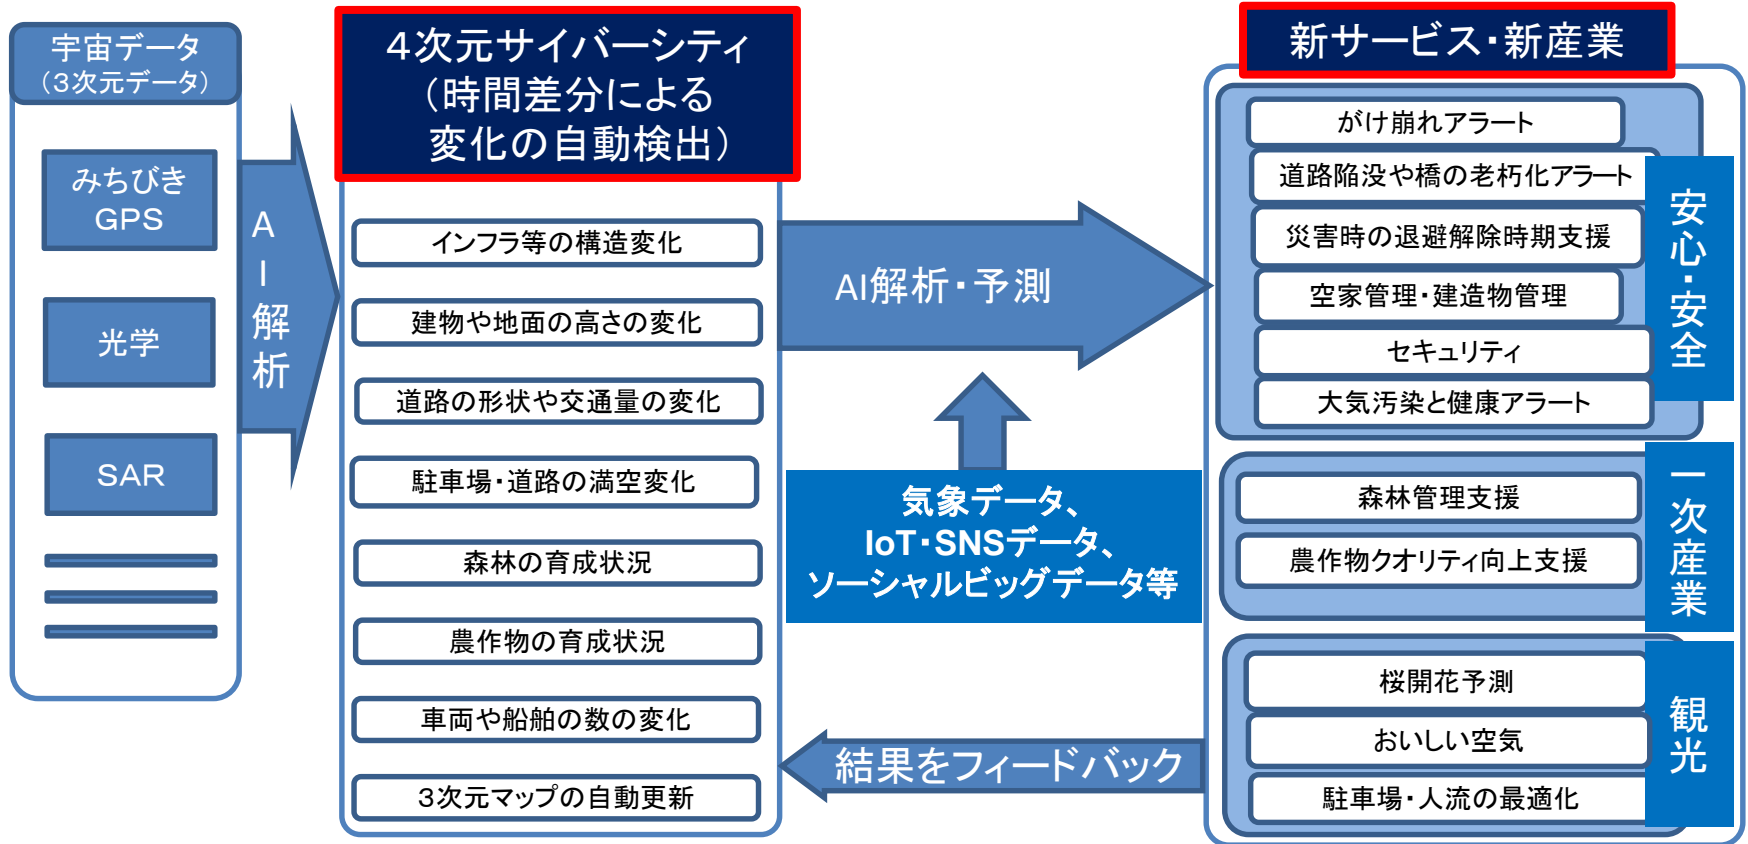 宇宙データ
（3次元データ）
みちびき
GPS
光学
SAR
AI解析
４次元サイバーシティ
（時間差分による
変化の自動検出）
インフラ等の構造変化
建物や地面の高さの変化
道路の形状や交通量の変化
駐車場・道路の満空変化
森林の育成状況
農作物の育成状況
車両や船舶の数の変化
3次元マップの自動更新
AI解析・予測
気象データ、
IoT・SNSデータ、
ソーシャルビッグデータ等
結果をフィードバック
新サービス・新産業
がけ崩れアラート
道路陥没や橋の老朽化アラート
災害時の退避解除時期支援
空家管理・建造物管理
セキュリティ
大気汚染と健康アラート
安心・安全
森林管理支援
農作物クオリティ向上支援
一次産業
桜開花予測
おいしい空気
駐車場・人流の最適化
観光